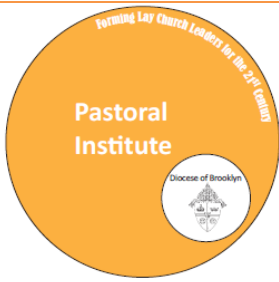 Forming Lay Church Leaders for the 21st Century
Pastoral
Institute
Diocese of Brooklyn